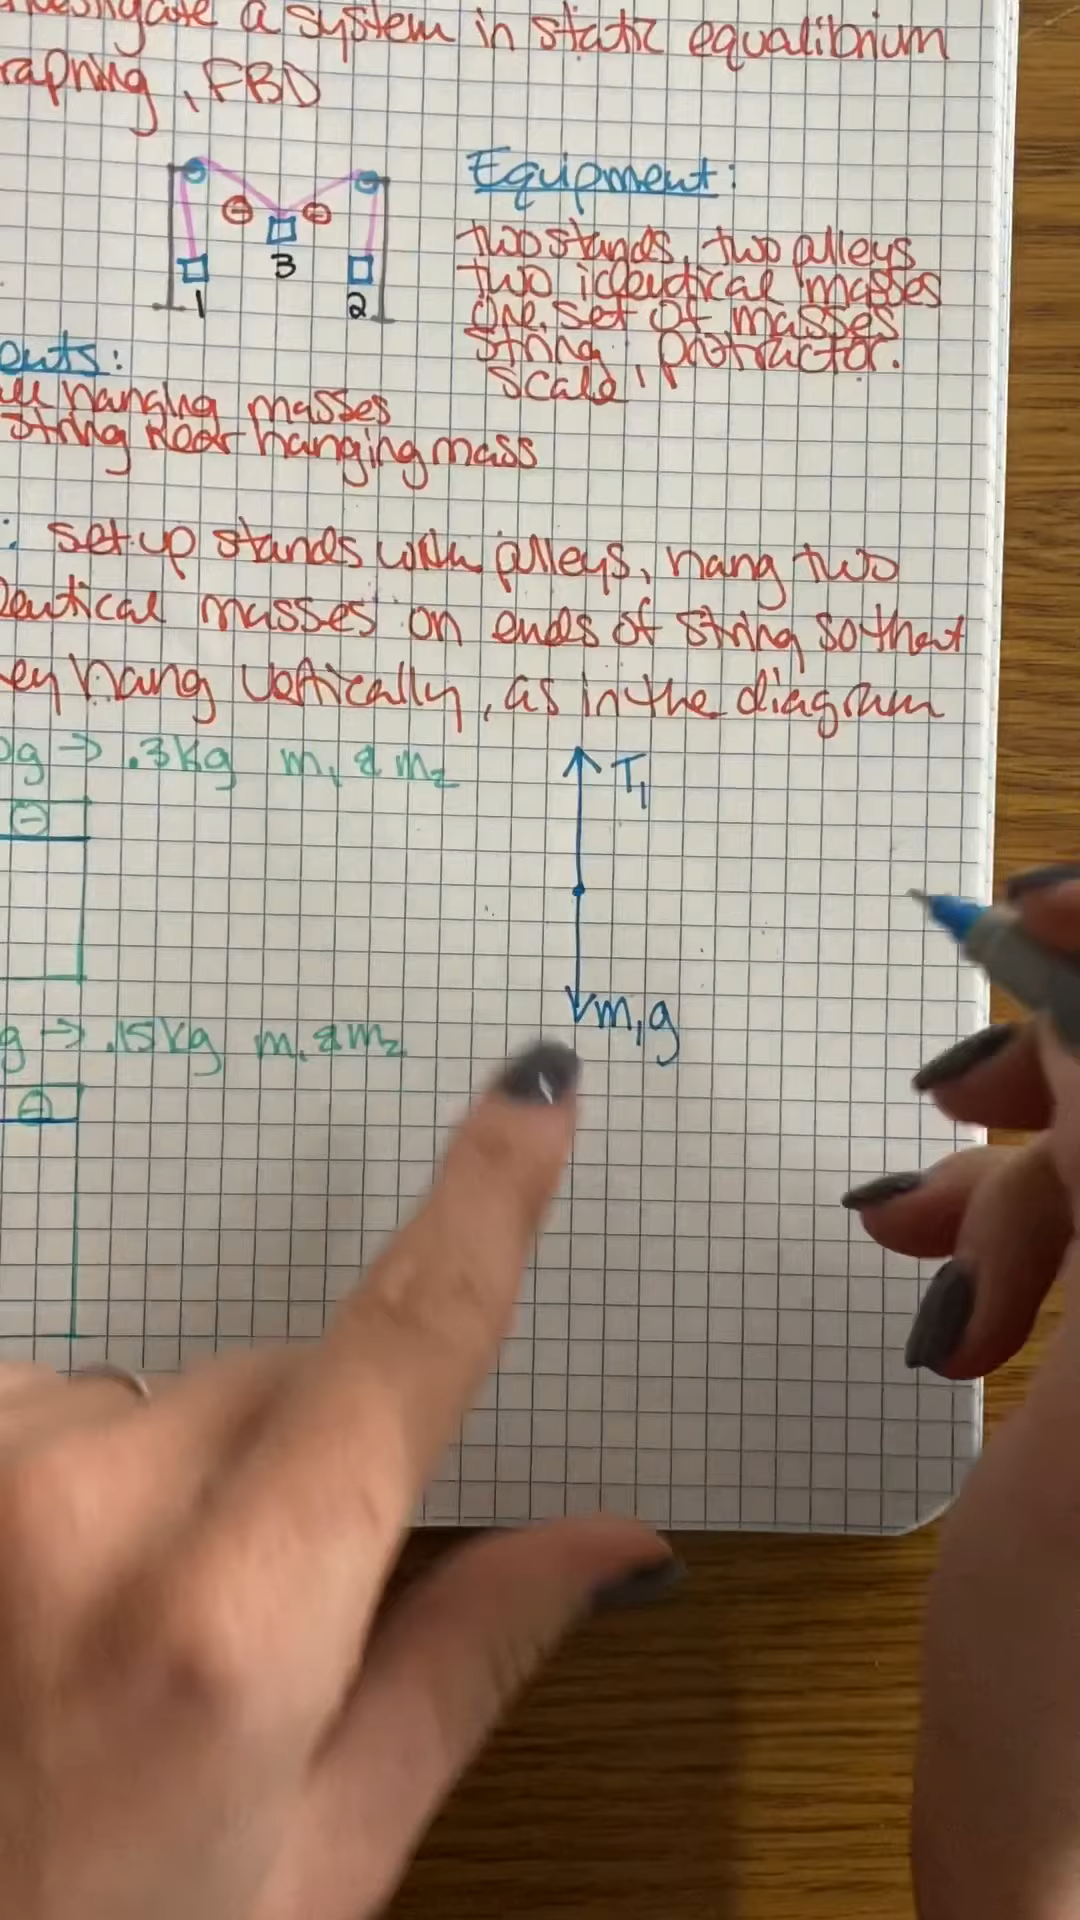 a system in static equalibrium
, FBD
Equipment:
two stands, two pulleys
two identical masses
one set of masses
string, protractor.
scale
θ θ
3
1 2
hanging masses
string near hanging mass
: set up stands with pulleys, hang two
masses on ends of string so that
hang vertically, as in the diagram
g → .3kg m₁ & m₂
θ
T₁
m₁g
g → .15kg m₁ & m₂
θ